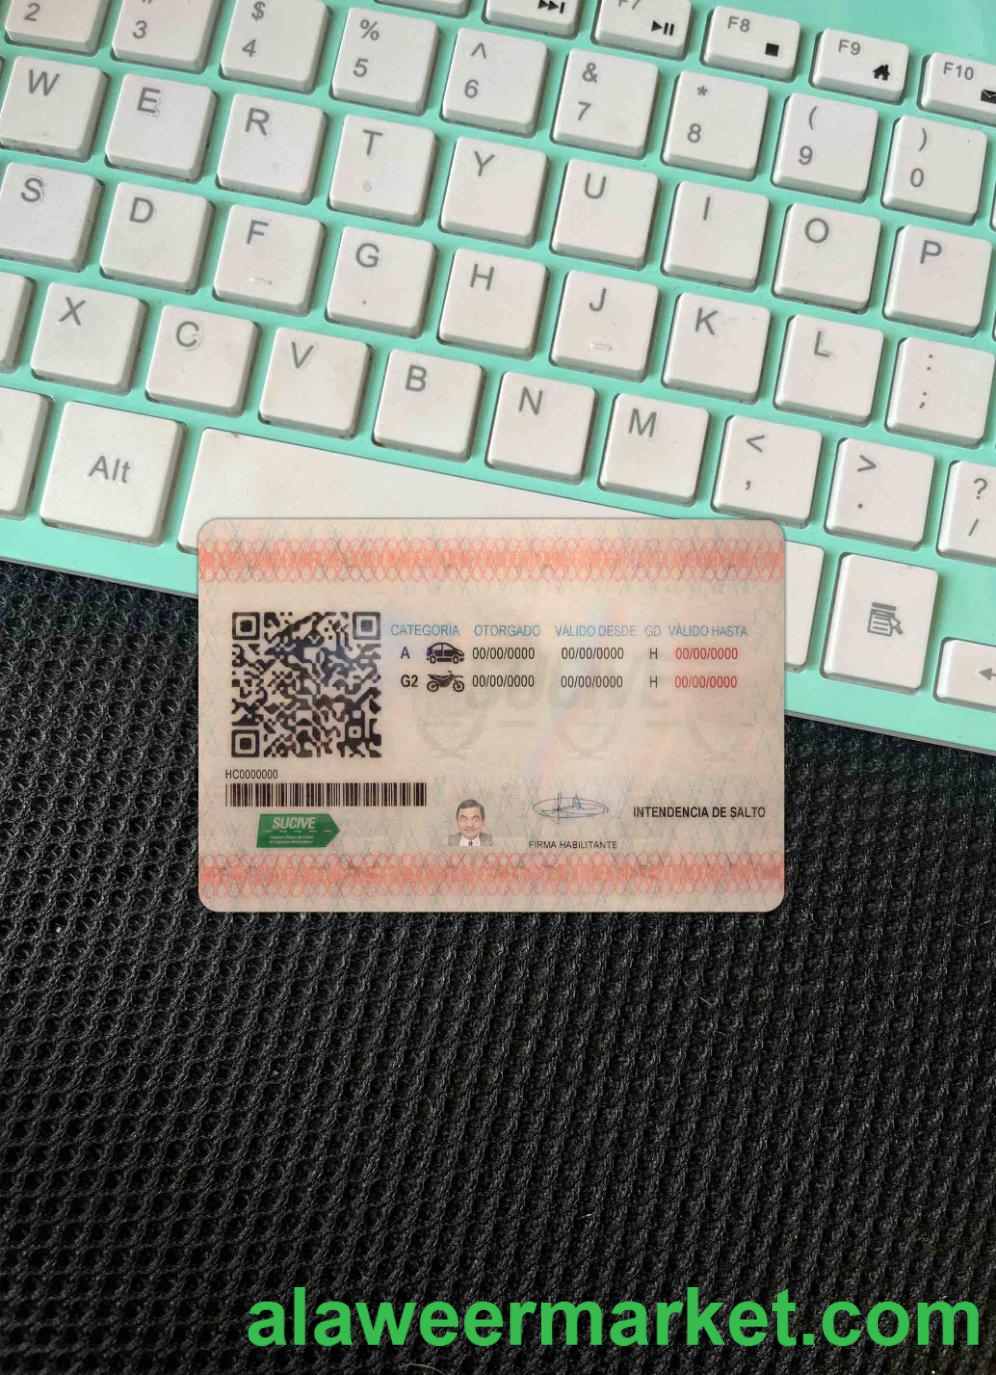 2 3 $ 4 % 5 ^ 6 & 7 * 8 ( 9 ) 0
F7 F8 F9 F10
W E R T Y U I O P
S D F G H J K L : ;
X C V B N M < , > . ? /
Alt
CATEGORIA OTORGADO VÁLIDO DESDE GD VÁLIDO HASTA
A 00/00/0000 00/00/0000 H 00/00/0000
G2 00/00/0000 00/00/0000 H 00/00/0000
SUCIVE
HC0000000
SUCIVE
FIRMA HABILITANTE
INTENDENCIA DE SALTO
alaweermarket.com